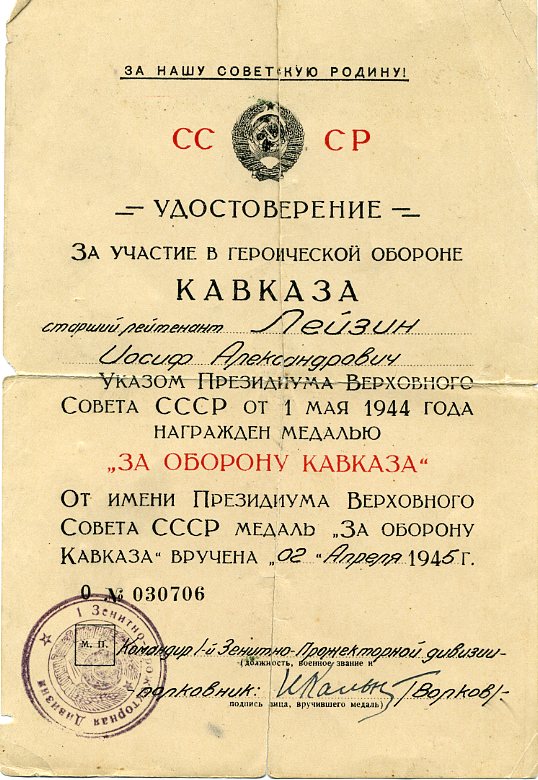 ЗА НАШУ СОВЕТСКУЮ РОДИНУ!
СС СР
УДОСТОВЕРЕНИЕ
ЗА УЧАСТИЕ В ГЕРОИЧЕСКОЙ ОБОРОНЕ
КАВКАЗА
старший лейтенант Лейзин
Иосиф Александрович
УКАЗОМ ПРЕЗИДИУМА ВЕРХОВНОГО
СОВЕТА СССР ОТ 1 МАЯ 1944 ГОДА
НАГРАЖДЕН МЕДАЛЬЮ
„ЗА ОБОРОНУ КАВКАЗА“
ОТ ИМЕНИ ПРЕЗИДИУМА ВЕРХОВНОГО
СОВЕТА СССР МЕДАЛЬ „ЗА ОБОРОНУ
КАВКАЗА“ ВРУЧЕНА „02“ Апреля 1945 г.
О № 030706
I Зенитно-Прожекторная Дивизия
М. П.
Командир 1-й Зенитно-Прожекторной дивизии-
(должность, военное звание и
-полковник: /Волков/-
подпись лица, вручившего медаль)